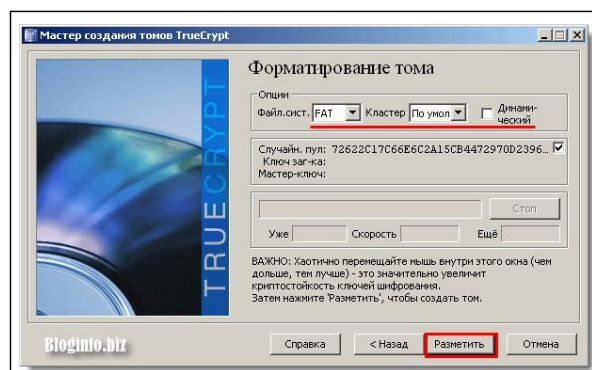 Мастер создания томов TrueCrypt
TRUECRYPT
Форматирование тома
Опции
Файл.сист. FAT Кластер По умол Динами-
ческий
Случайн. пул: 72622C17C66E6C2A15CB4472970D2396...
Ключ заг-ка:
Мастер-ключ:
Стоп
Уже Скорость Ещё
ВАЖНО: Хаотично перемещайте мышь внутри этого окна (чем
дольше, тем лучше) - это значительно увеличит
криптостойкость ключей шифрования.
Затем нажмите 'Разметить', чтобы создать том.
Bloginfo.biz
Справка < Назад Разметить Отмена